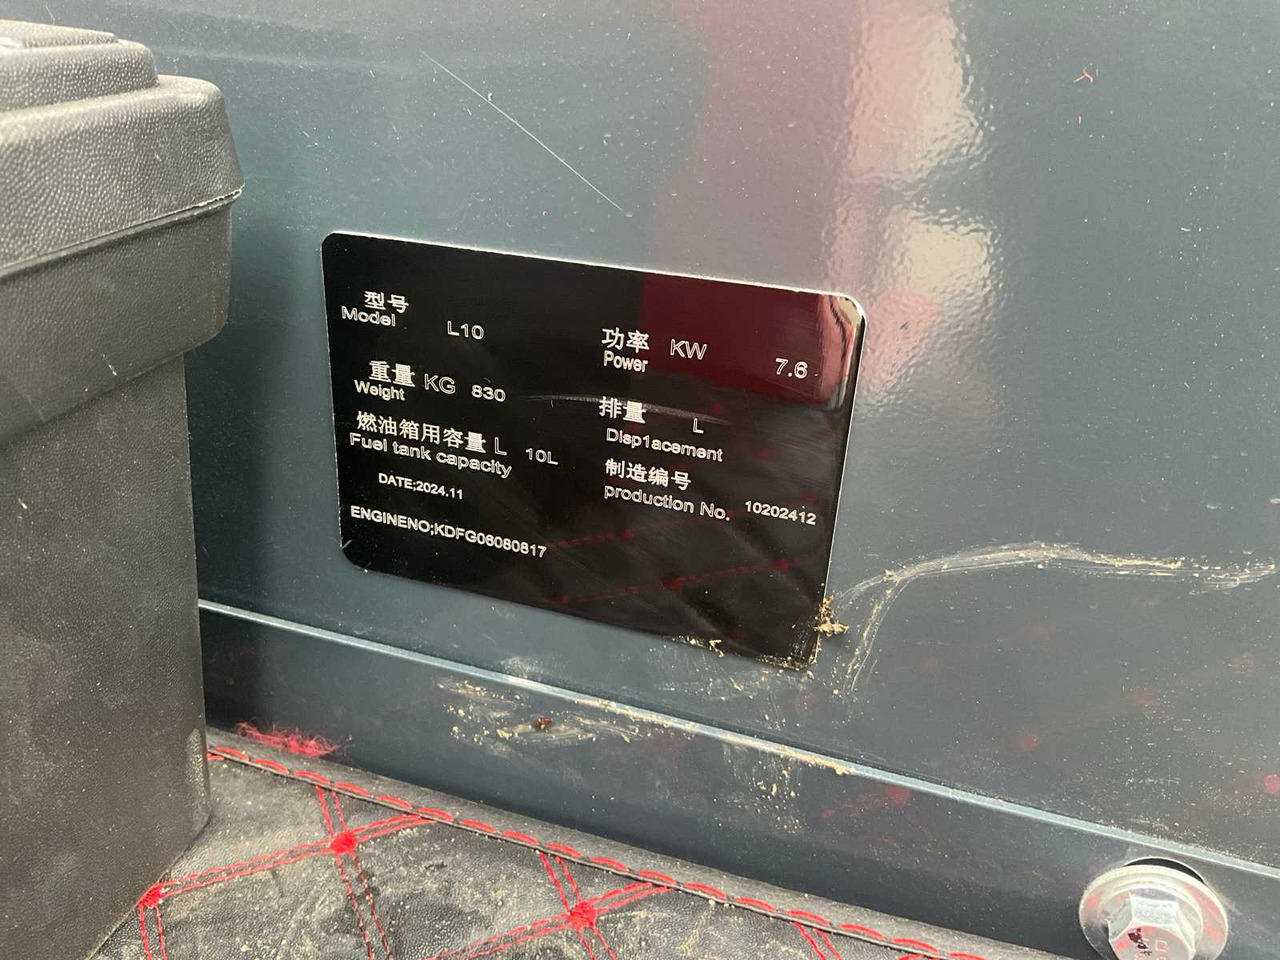 型号
Model L10
功率 KW 7.6
Power
重量 KG 830
Weight
排量 L
Disp1acement
燃油箱用容量 L 10L
Fuel tank capacity
制造编号
production No. 10202412
DATE;2024.11
ENGINENO;KDFG06080817